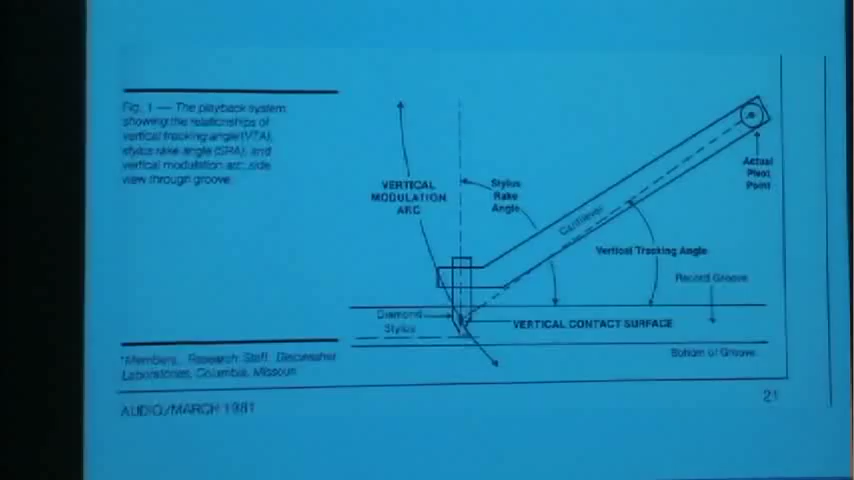 Fig. 1 — The playback system
showing the relationships of
vertical tracking angle (VTA),
stylus rake angle (SRA), and
vertical modulation arc; side
view through groove.
VERTICAL
MODULATION
ARC
Stylus
Rake
Angle
Cantilever
Actual
Pivot
Point
Vertical Tracking Angle
Record Groove
Diamond
Stylus
VERTICAL CONTACT SURFACE
Bottom of Groove
*Members, Research Staff, Discwasher
Laboratories, Columbia, Missouri
AUDIO/MARCH 1981
21